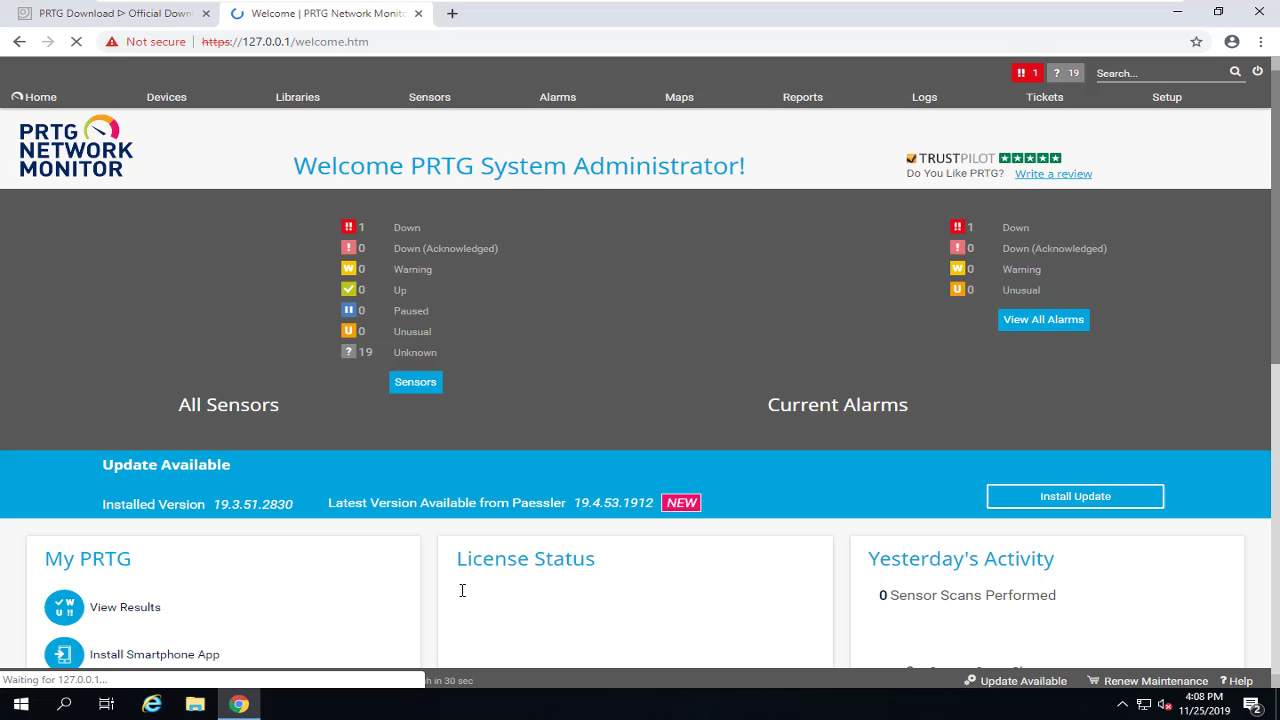 PRTG Download ᐅ Official Down
Welcome | PRTG Network Monito
Not secure
https://127.0.0.1/welcome.htm
!! 1
? 19
Search...
Home
Devices
Libraries
Sensors
Alarms
Maps
Reports
Logs
Tickets
Setup
PRTG
NETWORK
MONITOR
Welcome PRTG System Administrator!
TRUSTPILOT
Do You Like PRTG? Write a review
!! 1 Down
! 0 Down (Acknowledged)
W 0 Warning
0 Up
0 Paused
U 0 Unusual
? 19 Unknown
Sensors
All Sensors
!! 1 Down
! 0 Down (Acknowledged)
W 0 Warning
U 0 Unusual
View All Alarms
Current Alarms
Update Available
Installed Version 19.3.51.2830
Latest Version Available from Paessler 19.4.53.1912 NEW
Install Update
My PRTG
View Results
Install Smartphone App
License Status
Yesterday's Activity
0 Sensor Scans Performed
Waiting for 127.0.0.1...
h in 30 sec
Update Available
Renew Maintenance
? Help
4:08 PM
11/25/2019
2